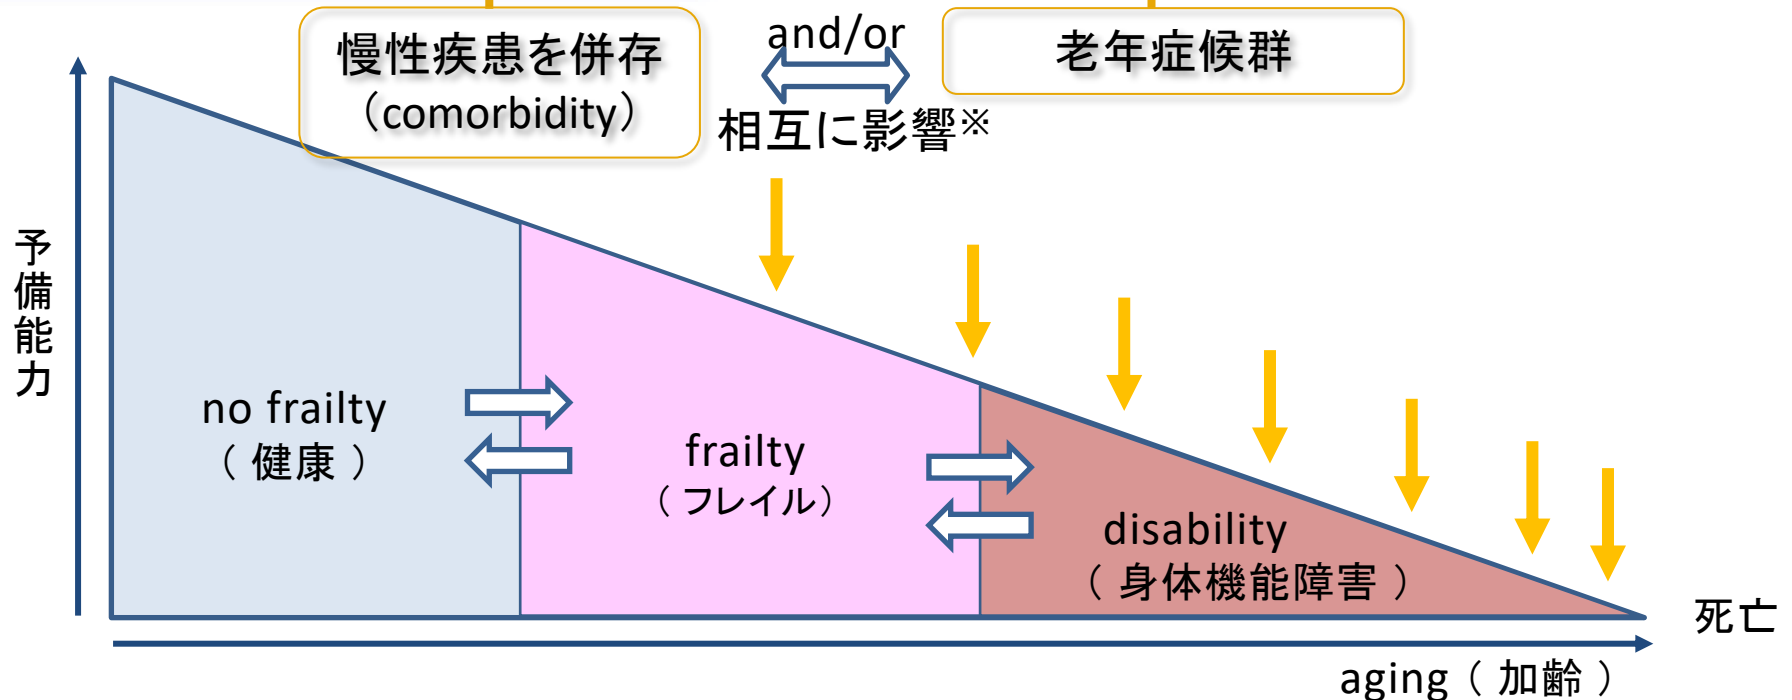 慢性疾患を併存
（comorbidity）
and/or
相互に影響※
老年症候群
予備能力
no frailty
（ 健康 ）
frailty
（ フレイル）
disability
（ 身体機能障害 ）
死亡
aging（ 加齢 ）